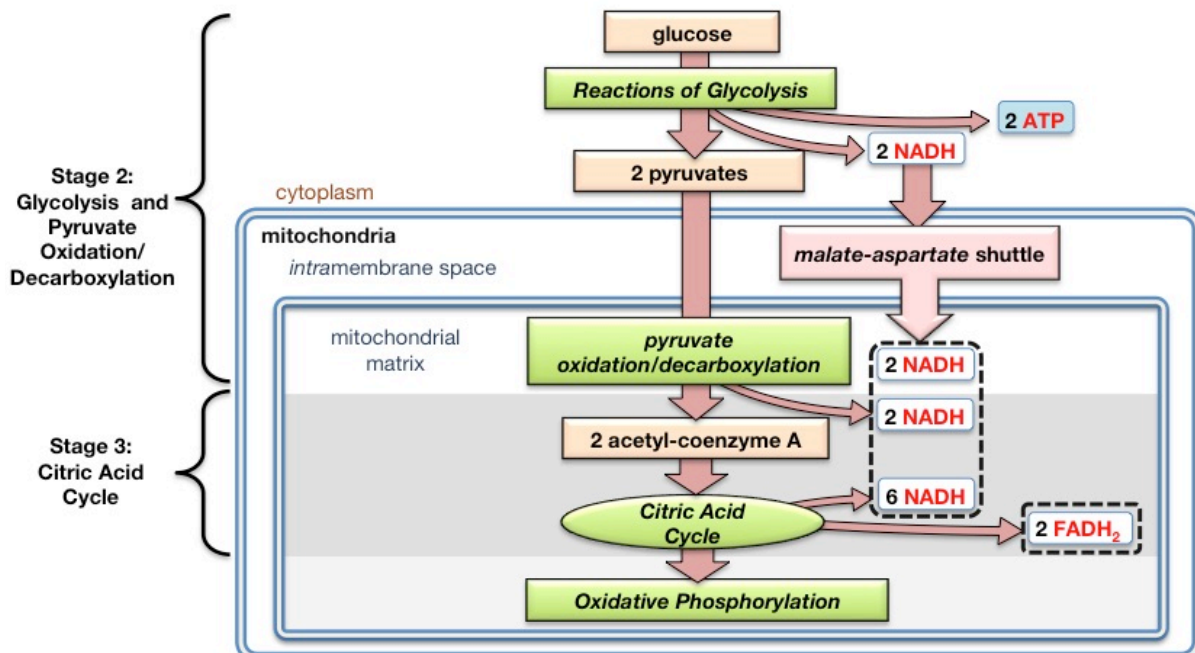 glucose
Reactions of Glycolysis
2 ATP
2 NADH
2 pyruvates
Stage 2:
Glycolysis and
Pyruvate
Oxidation/
Decarboxylation
cytoplasm
mitochondria
intramembrane space
malate-aspartate shuttle
mitochondrial
matrix
pyruvate
oxidation/decarboxylation
2 NADH
2 NADH
Stage 3:
Citric Acid
Cycle
2 acetyl-coenzyme A
6 NADH
Citric Acid
Cycle
2 FADH₂
Oxidative Phosphorylation